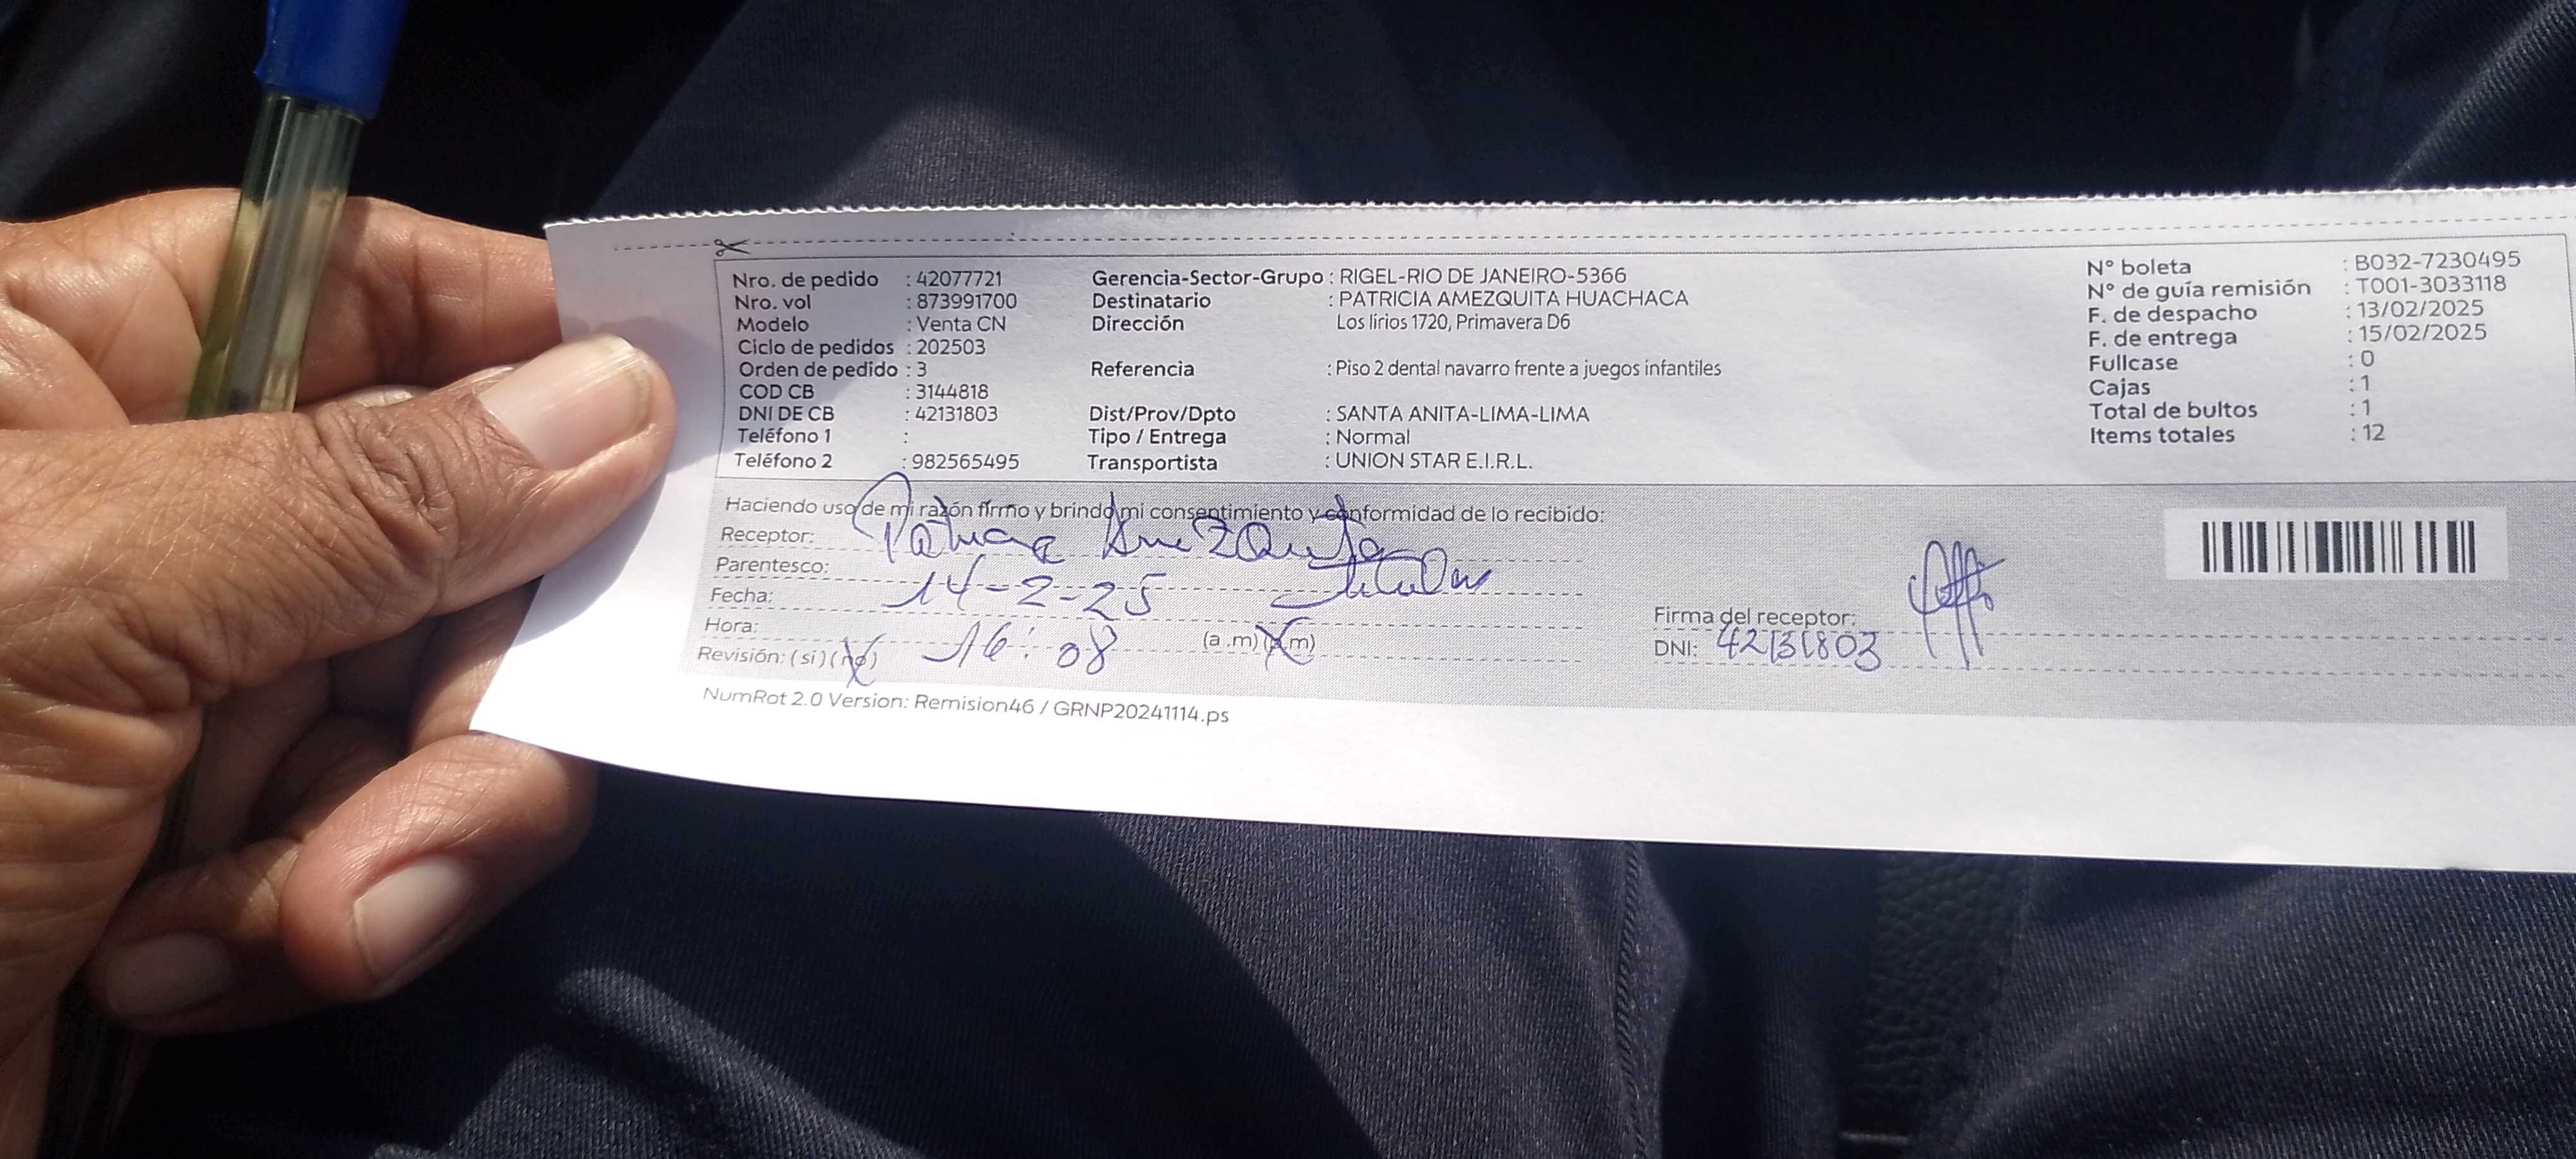 Nro. de pedido : 42077721
Nro. vol : 873991700
Modelo : Venta CN
Ciclo de pedidos : 202503
Orden de pedido : 3
COD CB : 3144818
DNI DE CB : 42131803
Teléfono 1 :
Teléfono 2 : 982565495
Gerencia-Sector-Grupo : RIGEL-RIO DE JANEIRO-5366
Destinatario : PATRICIA AMEZQUITA HUACHACA
Dirección Los lirios 1720, Primavera D6
Referencia : Piso 2 dental navarro frente a juegos infantiles
Dist/Prov/Dpto : SANTA ANITA-LIMA-LIMA
Tipo / Entrega : Normal
Transportista : UNION STAR E.I.R.L.
N° boleta : B032-7230495
N° de guía remisión : T001-3033118
F. de despacho : 13/02/2025
F. de entrega : 15/02/2025
Fullcase : 0
Cajas : 1
Total de bultos : 1
Items totales : 12
Haciendo uso de mi razón firmo y brindo mi consentimiento y conformidad de lo recibido:
Receptor: Patricia Amezquita
Parentesco: Titular
Fecha: 14-2-25
Hora: 16:08 (a.m) (p.m)
Revisión: (si) (no)
Firma del receptor:
DNI: 42131803
NumRot 2.0 Version: Remision46 / GRNP20241114.ps